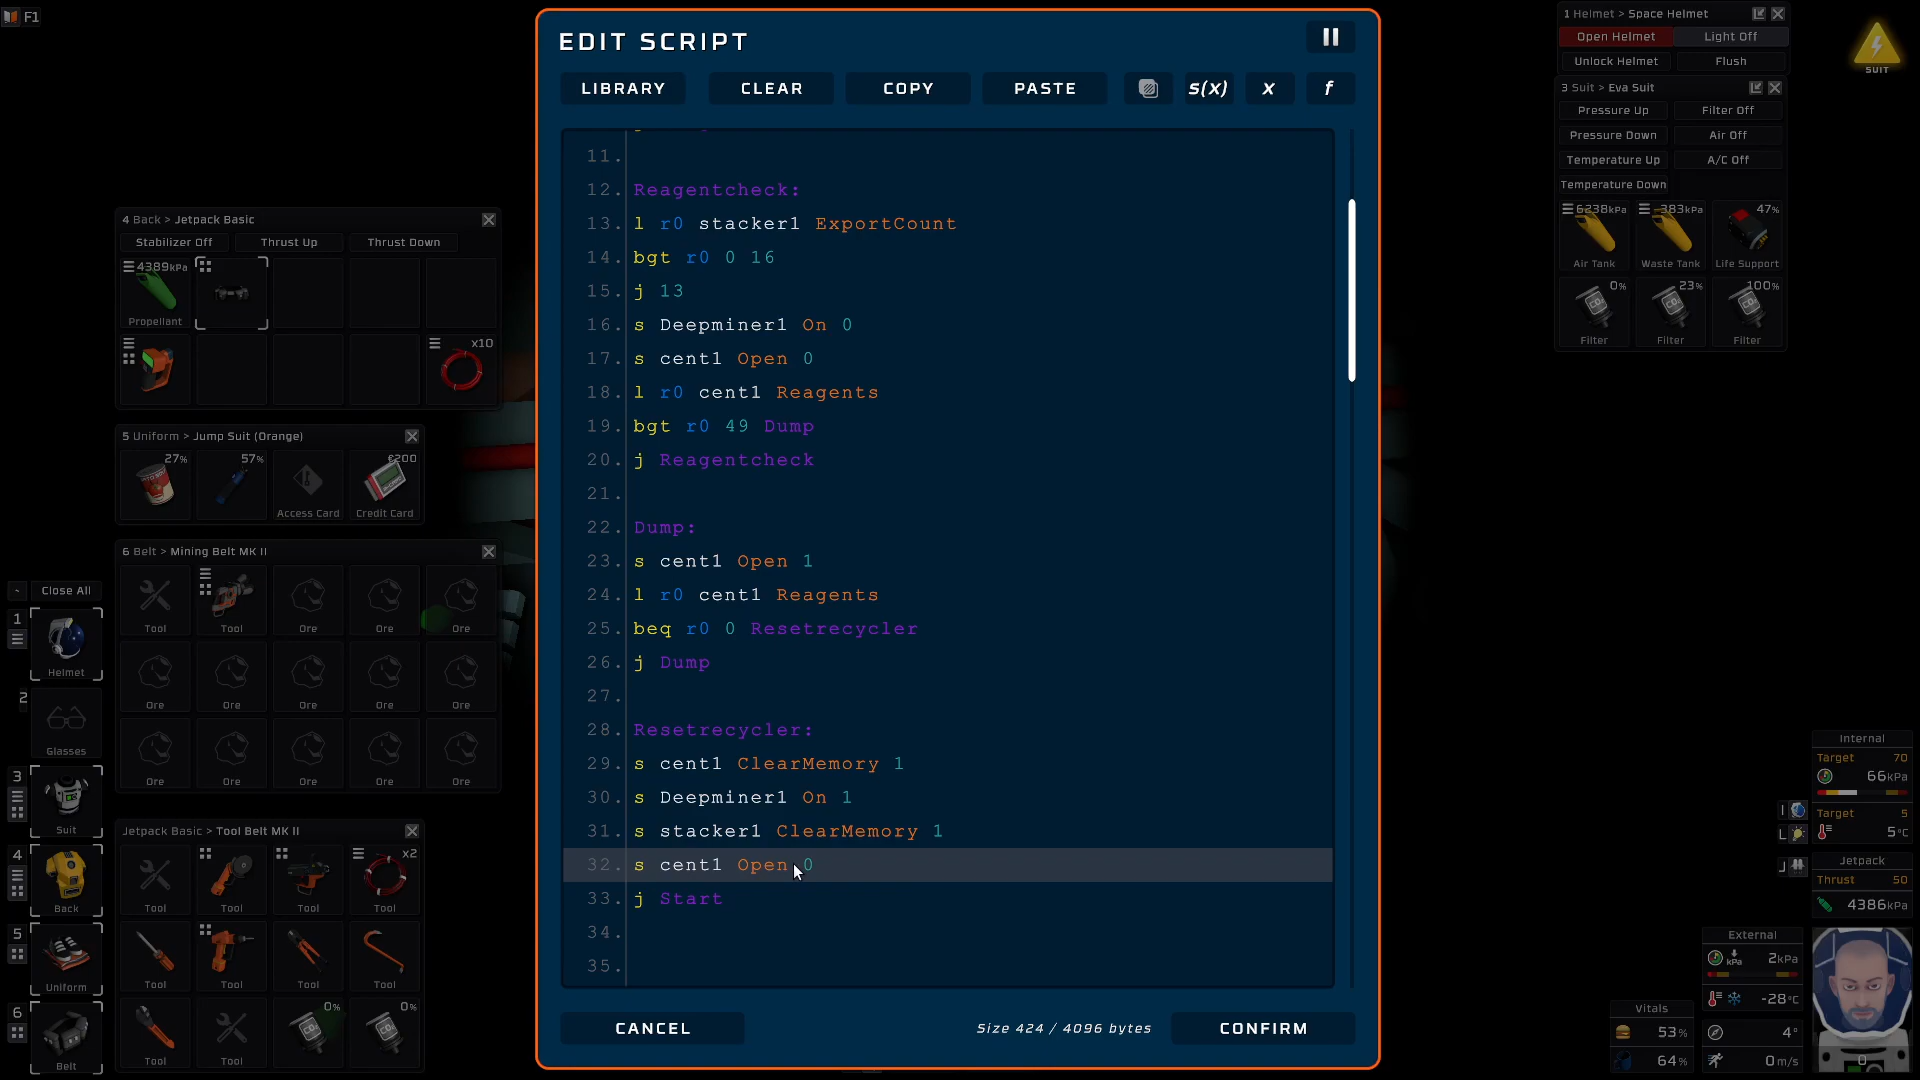 F1
EDIT SCRIPT
LIBRARY CLEAR COPY PASTE s(x) x f
11.
12. Reagentcheck:
13. l r0 stacker1 ExportCount
14. bgt r0 0 16
15. j 13
16. s Deepminer1 On 0
17. s cent1 Open 0
18. l r0 cent1 Reagents
19. bgt r0 49 Dump
20. j Reagentcheck
21.
22. Dump:
23. s cent1 Open 1
24. l r0 cent1 Reagents
25. beq r0 0 Resetrecycler
26. j Dump
27.
28. Resetrecycler:
29. s cent1 ClearMemory 1
30. s Deepminer1 On 1
31. s stacker1 ClearMemory 1
32. s cent1 Open 0
33. j Start
34.
35.
CANCEL Size 424 / 4096 bytes CONFIRM
4 Back > Jetpack Basic
Stabilizer Off Thrust Up Thrust Down
4389kPa
Propellant
x10
5 Uniform > Jump Suit (Orange)
27% 57% €200
Access Card Credit Card
6 Belt > Mining Belt MK II
Tool Tool Ore Ore Ore
Ore Ore Ore Ore Ore
Ore Ore Ore Ore Ore
Jetpack Basic > Tool Belt MK II
x2
Tool Tool Tool Tool
Tool Tool Tool Tool
0% 0%
Tool Tool
~ Close All
1
Helmet
2
Glasses
3
Suit
4
Back
5
Uniform
6
Belt
1 Helmet > Space Helmet
Open Helmet Light Off
Unlock Helmet Flush
3 Suit > Eva Suit
Pressure Up Filter Off
Pressure Down Air Off
Temperature Up A/C Off
Temperature Down
6238kPa 383kPa 47%
Air Tank Waste Tank Life Support
0% 23% 100%
Filter Filter Filter
SUIT
Internal
Target 70
66kPa
Target 5
5°C
I
L
J
Jetpack
Thrust 50
4386kPa
External
kPa 2kPa
-28°C
4°
0m/s
Vitals
53%
64%
0